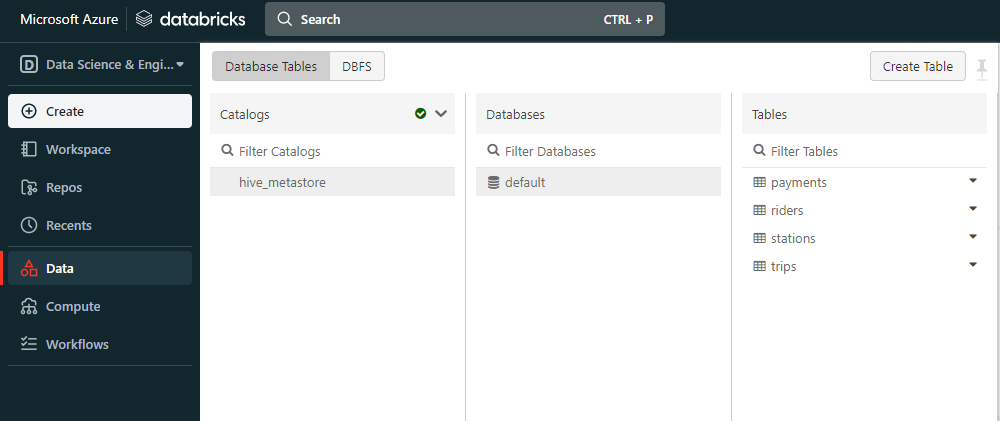 Microsoft Azure databricks Search CTRL + P
Data Science & Engi...
Create
Workspace
Repos
Recents
Data
Compute
Workflows
Database Tables DBFS Create Table
Catalogs
Filter Catalogs
hive_metastore
Databases
Filter Databases
default
Tables
Filter Tables
payments
riders
stations
trips